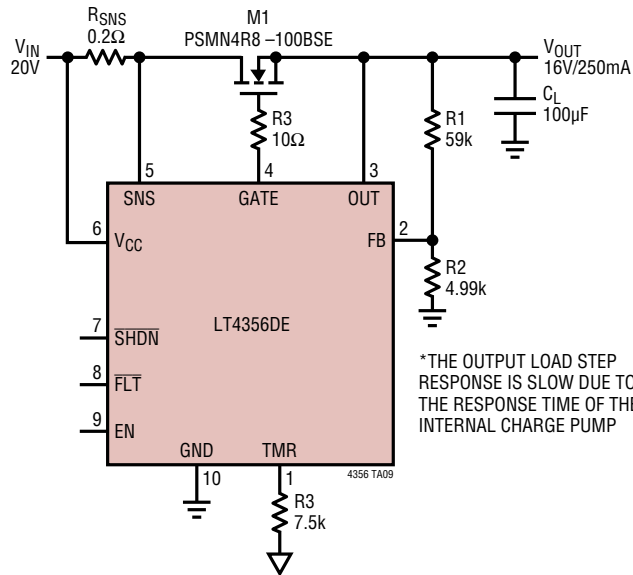 RSNS
0.2Ω
M1
PSMN4R8 –100BSE
VIN
20V
VOUT
16V/250mA
CL
100µF
R3
10Ω
R1
59k
5
4
3
SNS
GATE
OUT
6
VCC
2
FB
R2
4.99k
LT4356DE
7
SHDN
8
FLT
9
EN
*THE OUTPUT LOAD STEP
RESPONSE IS SLOW DUE TO
THE RESPONSE TIME OF THE
INTERNAL CHARGE PUMP
GND
TMR
10
1
4356 TA09
R3
7.5k